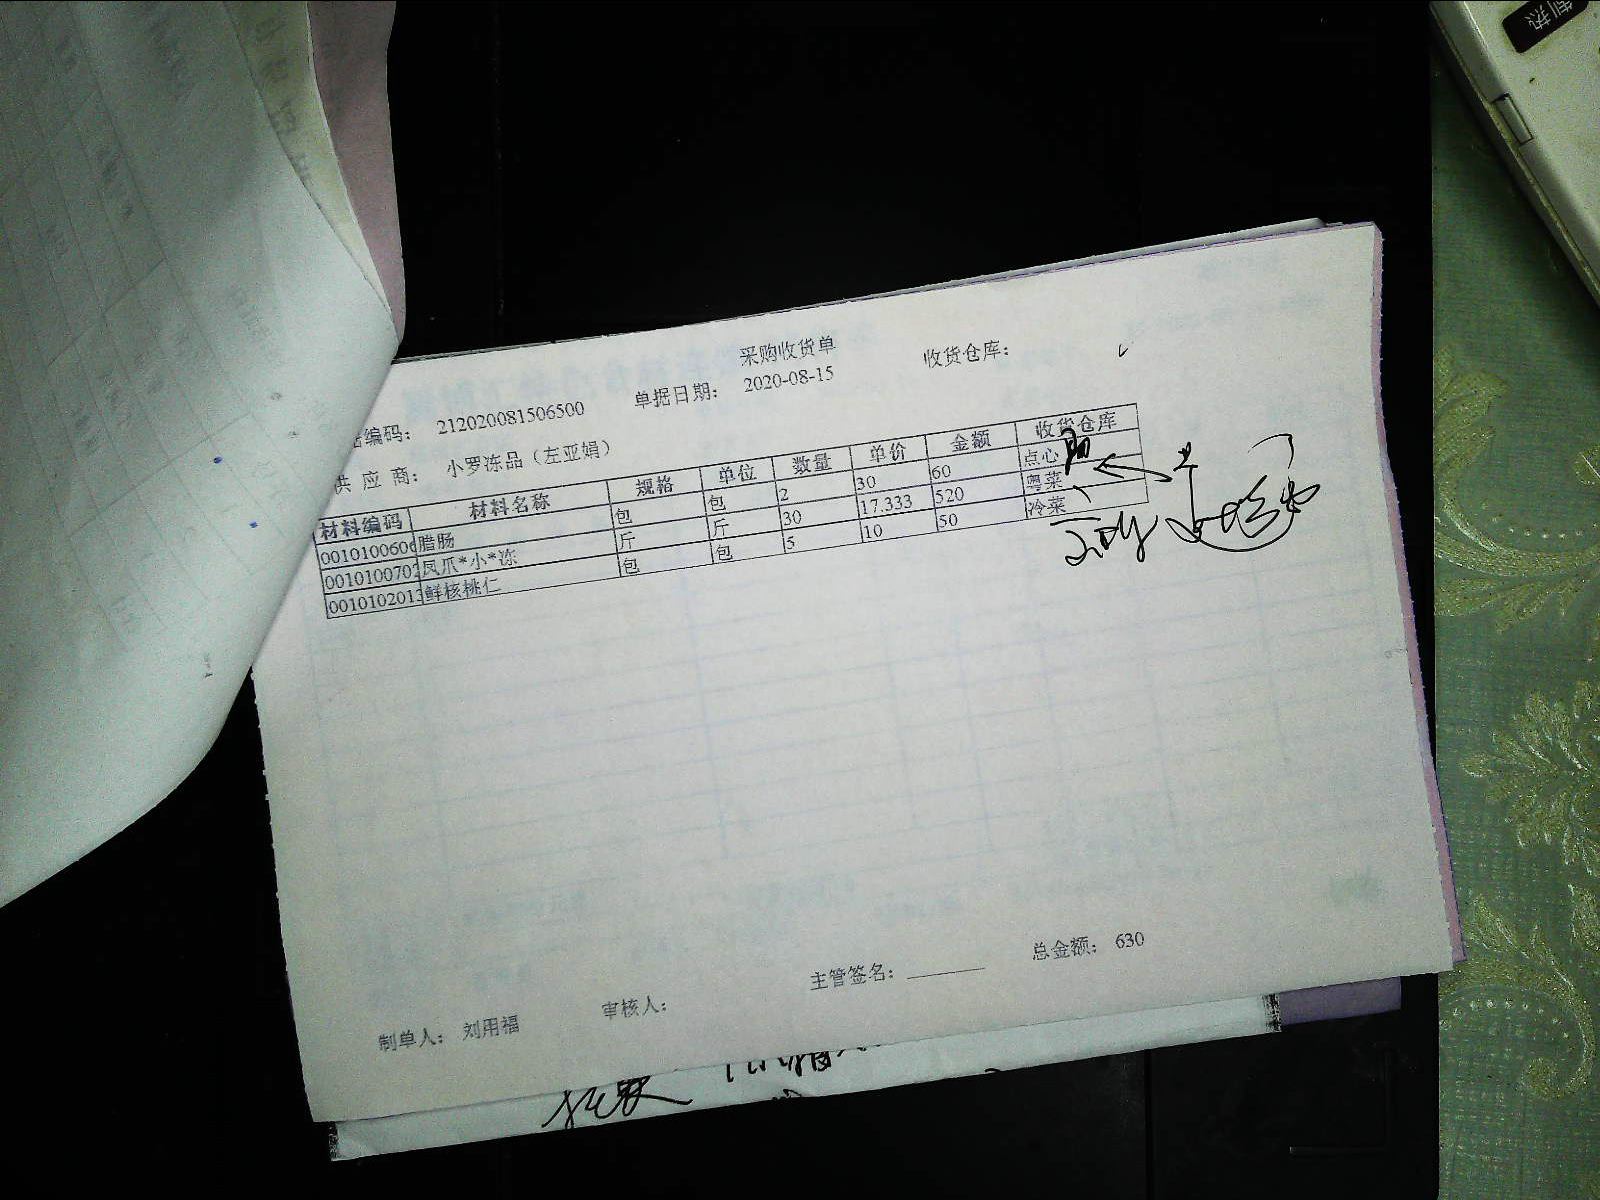 制热
采购收货单
编码： 212020081506500 单据日期： 2020-08-15 收货仓库：
供 应 商： 小罗冻品（左亚娟）
材料编码 材料名称 规格 单位 数量 单价 金额 收货仓库
0010100606 腊肠 包 包 2 30 60 点心
001010070 凤爪*小*冻 斤 斤 30 17.333 520 粤菜
001010201 鲜核桃仁 包 包 5 10 50 冷菜
总金额： 630
制单人： 刘用福 审核人： 主管签名：